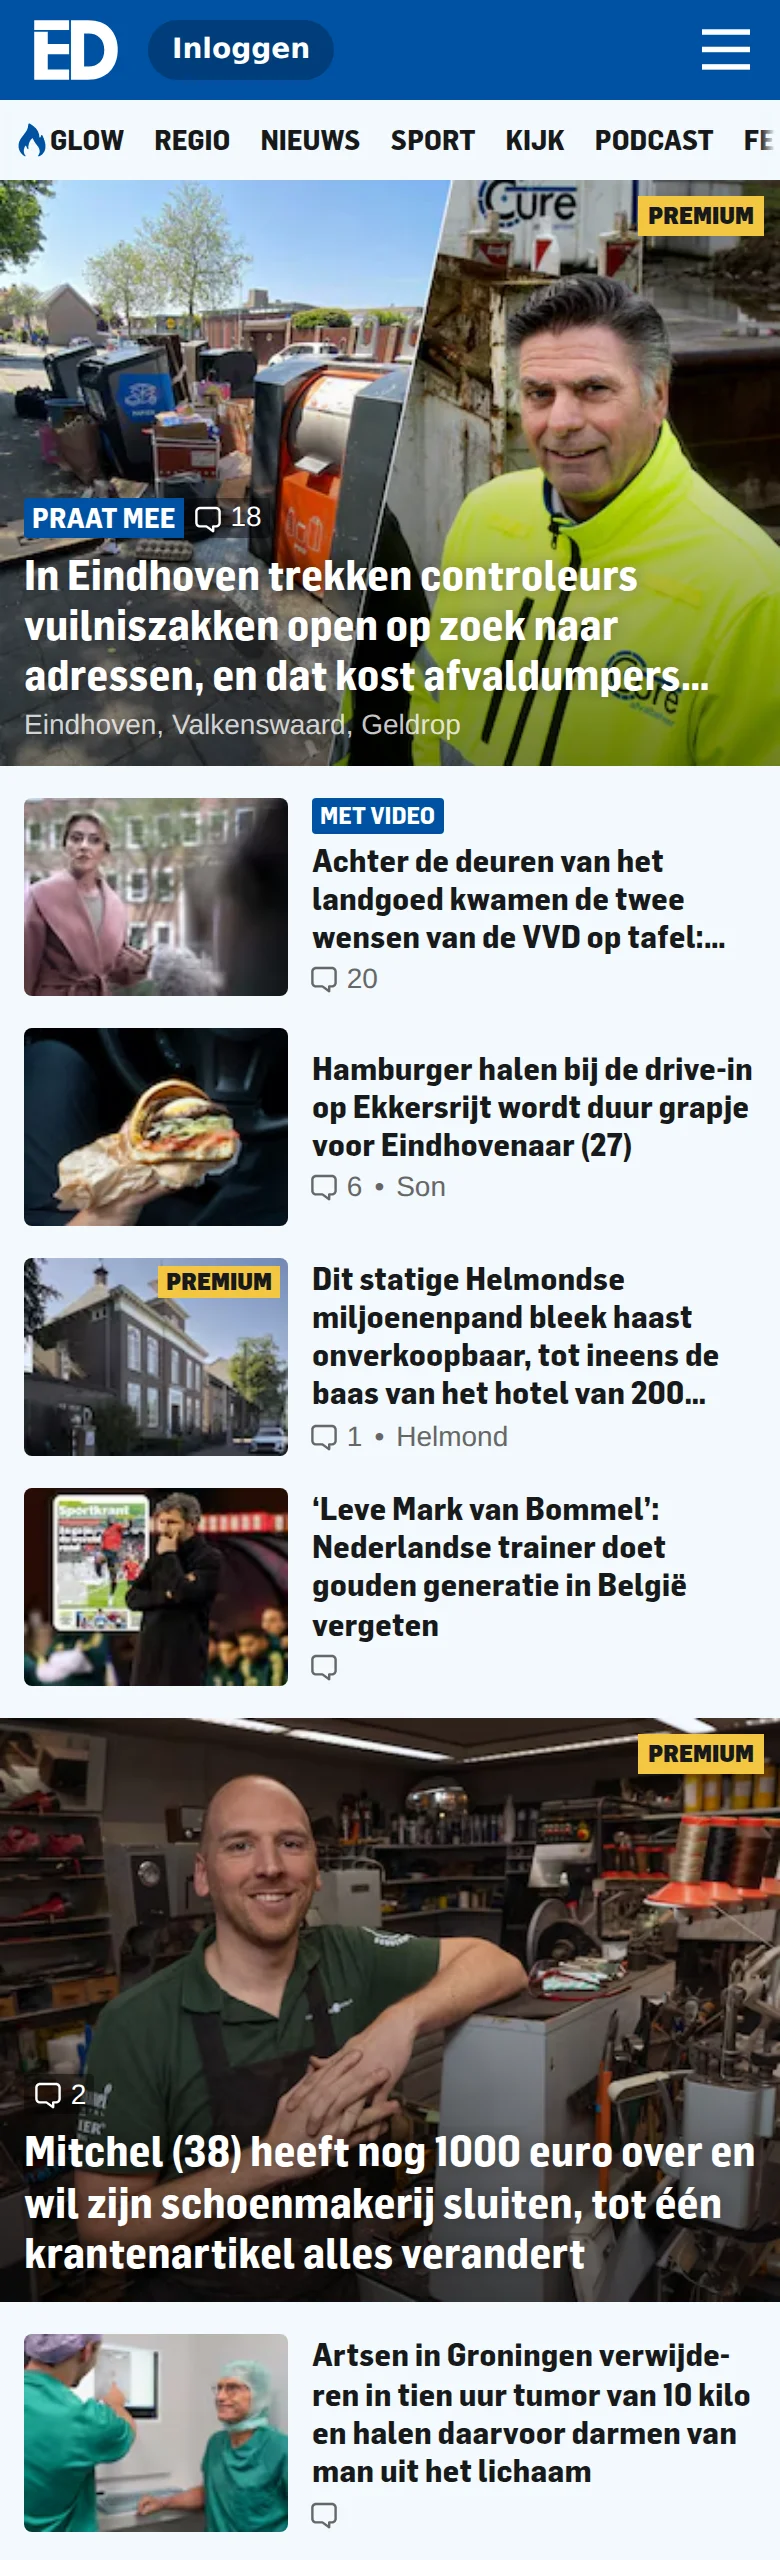 ED
Inloggen
GLOW REGIO NIEUWS SPORT KIJK PODCAST FE
Cure
PREMIUM
PRAAT MEE 18
In Eindhoven trekken controleurs
vuilniszakken open op zoek naar
adressen, en dat kost afvaldumpers...
Eindhoven, Valkenswaard, Geldrop
MET VIDEO
Achter de deuren van het
landgoed kwamen de twee
wensen van de VVD op tafel:...
20
Hamburger halen bij de drive-in
op Ekkersrijt wordt duur grapje
voor Eindhovenaar (27)
6 • Son
PREMIUM
Dit statige Helmondse
miljoenenpand bleek haast
onverkoopbaar, tot ineens de
baas van het hotel van 200...
1 • Helmond
Sportkrant
‘Leve Mark van Bommel’:
Nederlandse trainer doet
gouden generatie in België
vergeten
PREMIUM
2
Mitchel (38) heeft nog 1000 euro over en
wil zijn schoenmakerij sluiten, tot één
krantenartikel alles verandert
Artsen in Groningen verwijde-
ren in tien uur tumor van 10 kilo
en halen daarvoor darmen van
man uit het lichaam